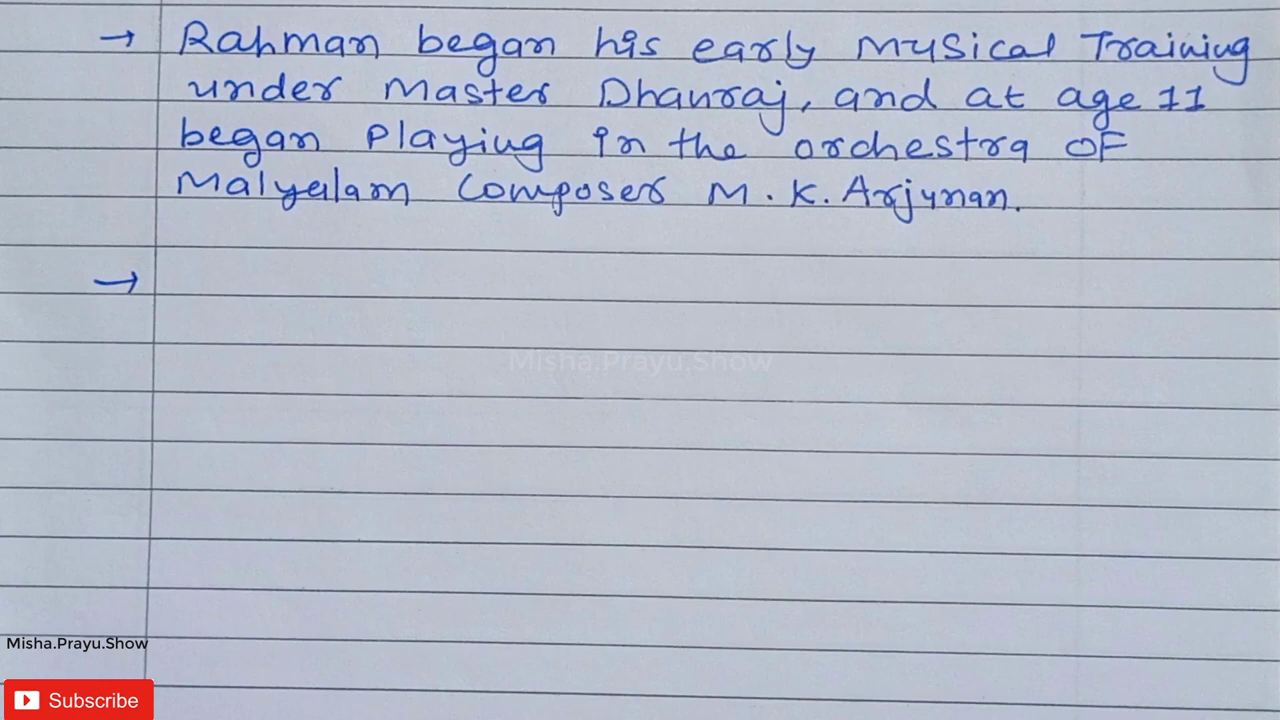 → Rahman began his early musical Training
under Master Dhanraj, and at age 11
began Playing in the orchestra OF
Malyalam Composer M. K. Arjunan.
→
Misha.Prayu.Show
Misha.Prayu.Show
Subscribe